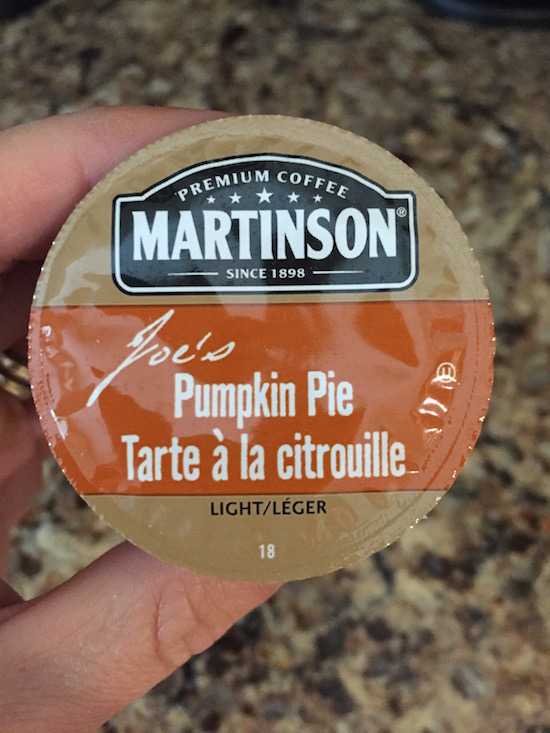 PREMIUM COFFEE
MARTINSON®
SINCE 1898
Joe's
Pumpkin Pie
Tarte à la citrouille
U
LIGHT/LÉGER
18